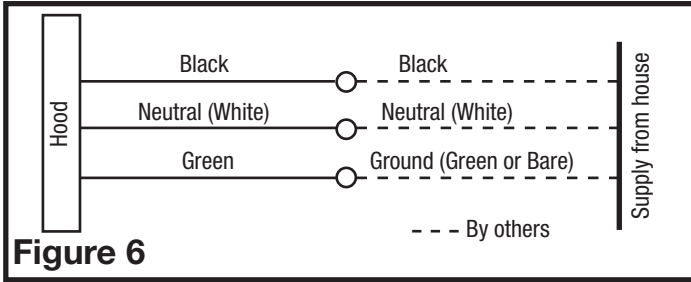 Hood
Black
Black
Neutral (White)
Neutral (White)
Green
Ground (Green or Bare)
Supply from house
- - - By others
Figure 6